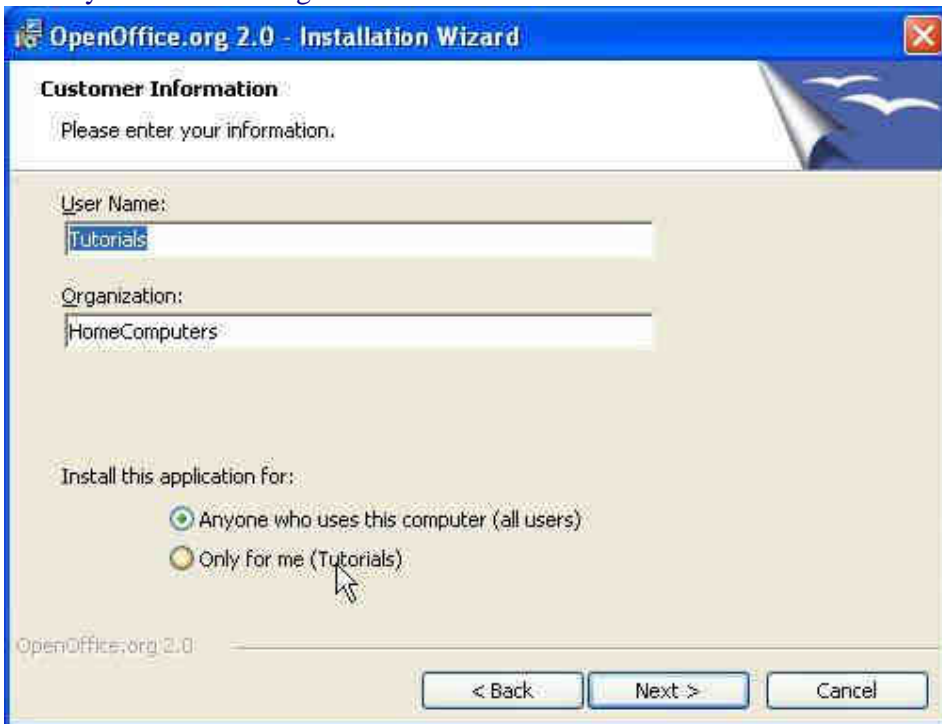 OpenOffice.org 2.0 - Installation Wizard
Customer Information
Please enter your information.
User Name:
Tutorials
Organization:
HomeComputers
Install this application for:
Anyone who uses this computer (all users)
Only for me (Tutorials)
OpenOffice.org 2.0
< Back Next > Cancel